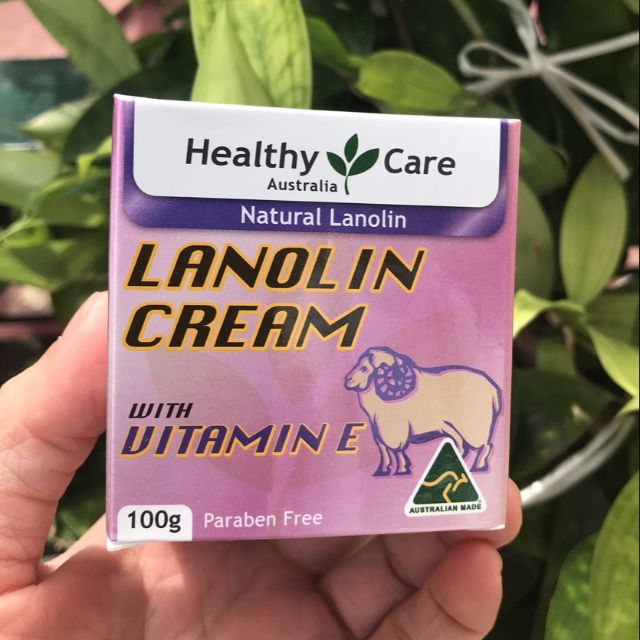 Healthy Care
Australia
Natural Lanolin
LANOLIN
CREAM
WITH
VITAMIN E
AUSTRALIAN MADE
100g Paraben Free